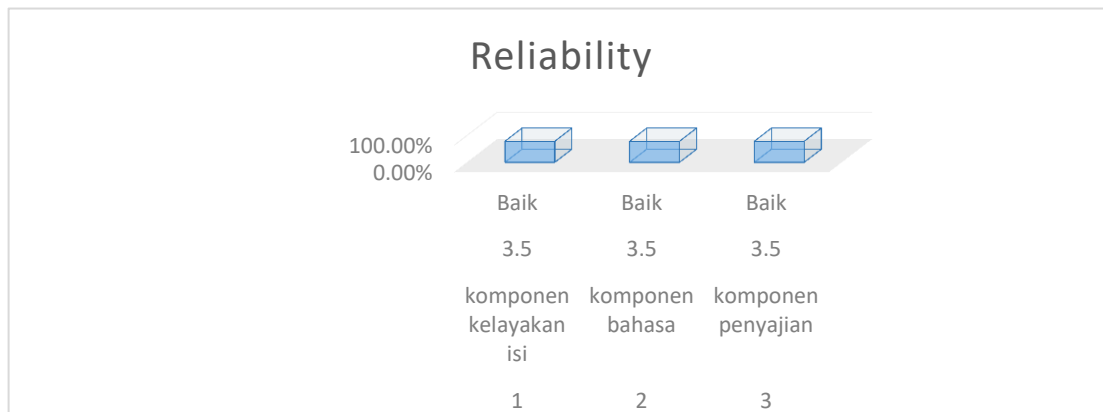 Reliability
100.00%
0.00%
Baik Baik Baik
3.5 3.5 3.5
komponen komponen komponen
kelayakan bahasa penyajian
isi
1 2 3